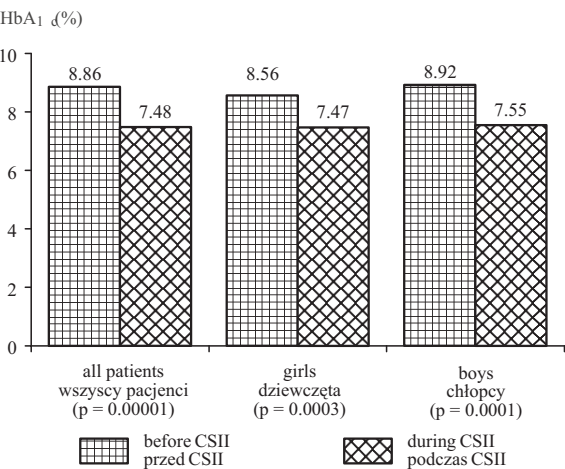 HbA1c(%)
10
8.86
8.56
8.92
7.48
7.47
7.55
8
6
4
2
0
all patients
wszyscy pacjenci
(p = 0.00001)
girls
dziewczęta
(p = 0.0003)
boys
chłopcy
(p = 0.0001)
before CSII
przed CSII
during CSII
podczas CSII